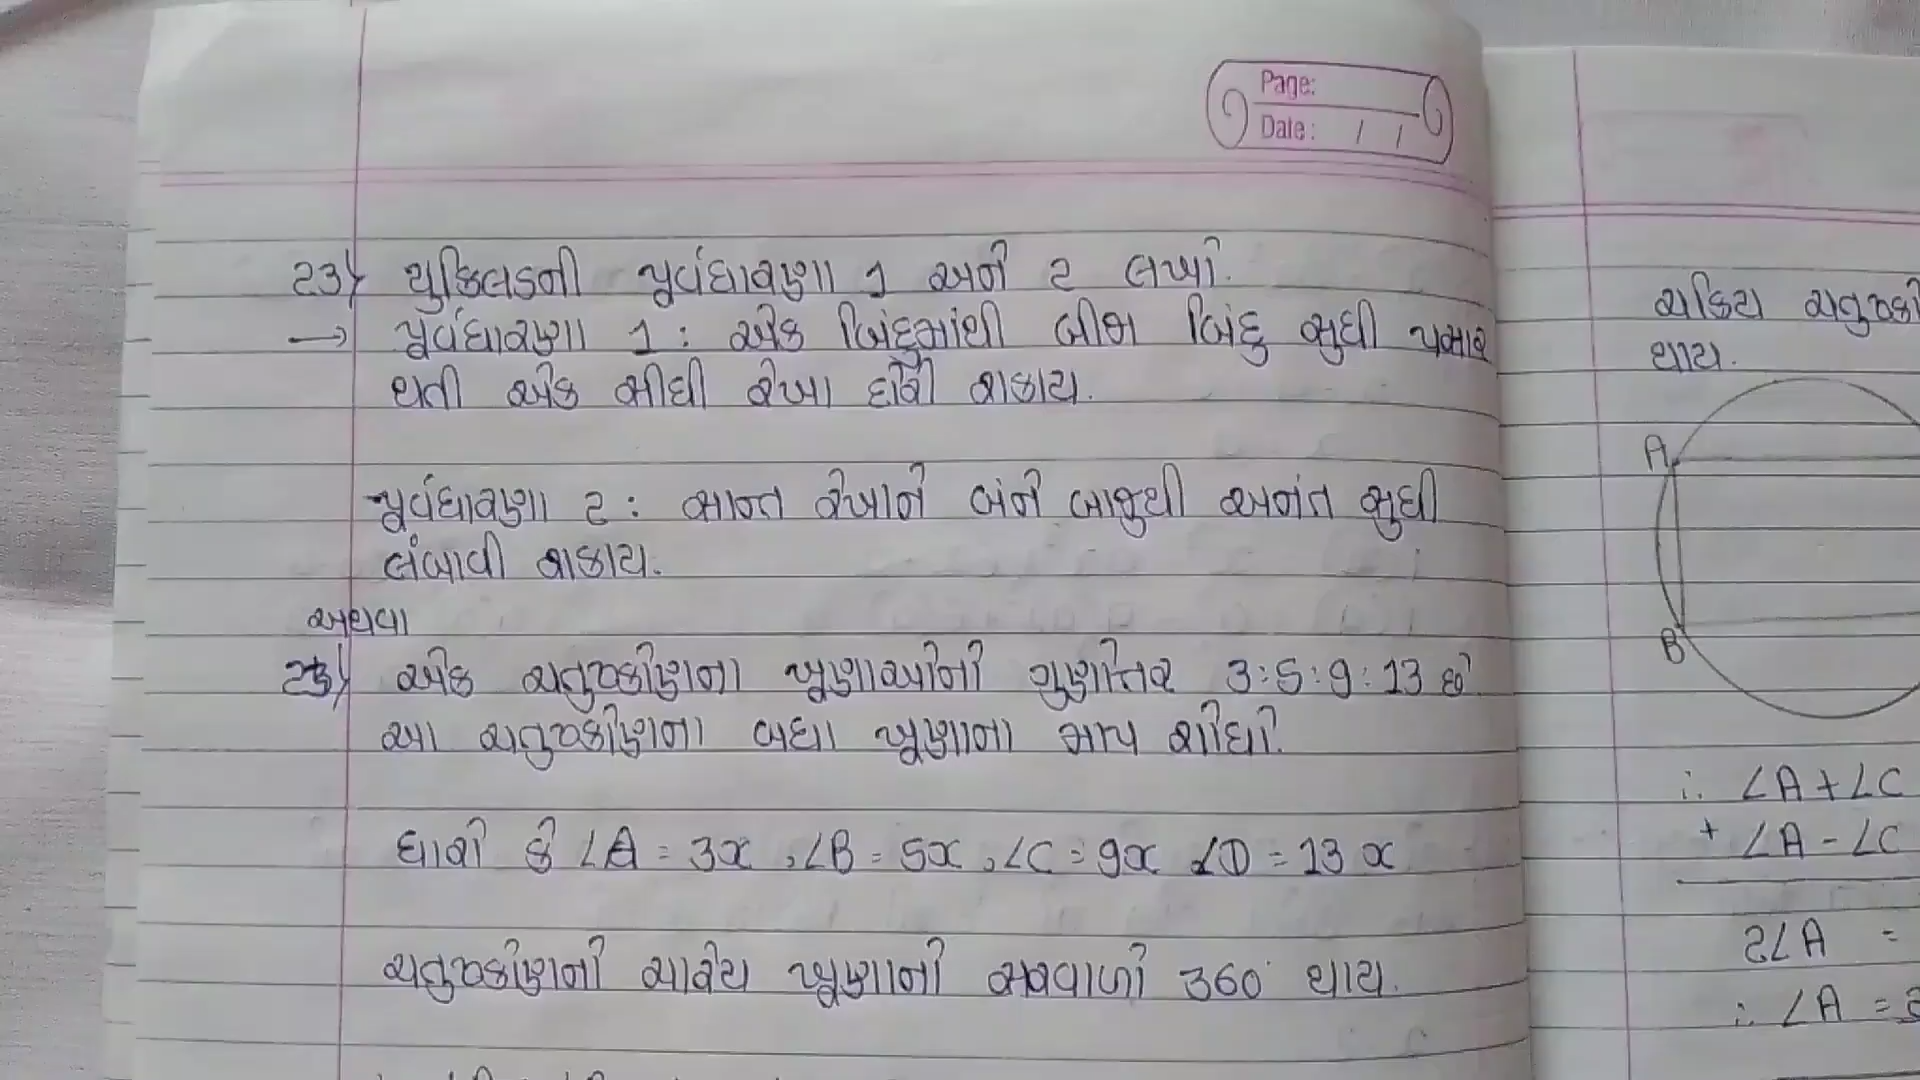 Page:
Date: / /
23) યુક્લિડની પૂર્વધારણા 1 અને 2 લખો.
→ પૂર્વધારણા 1: એક બિંદુમાંથી બીજા બિંદુ સુધી પસાર
થતી એક સીધી રેખા દોરી શકાય.
પૂર્વધારણા 2: સાન્ત રેખાને બંને બાજુથી અનંત સુધી
લંબાવી શકાય.
અથવા
23) એક ચતુષ્કોણના ખૂણાઓનો ગુણોત્તર 3:5:9:13 છે.
આ ચતુષ્કોણના બધા ખૂણાના માપ શોધો.
ધારો કે ∠A = 3x, ∠B = 5x, ∠C = 9x ∠D = 13x
ચતુષ્કોણનો ચારેય ખૂણાનો સરવાળો 360° થાય.
ચક્રિય ચતુષ્કો
થાય.
A
B
∴ ∠A + ∠C
+ ∠A - ∠C
2∠A =
∴ ∠A =